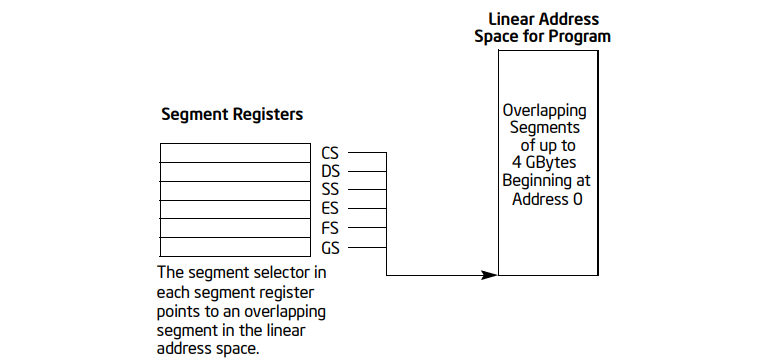 Linear Address
Space for Program
Overlapping
Segments
of up to
4 GBytes
Beginning at
Address 0
Segment Registers
CS
DS
SS
ES
FS
GS
The segment selector in
each segment register
points to an overlapping
segment in the linear
address space.